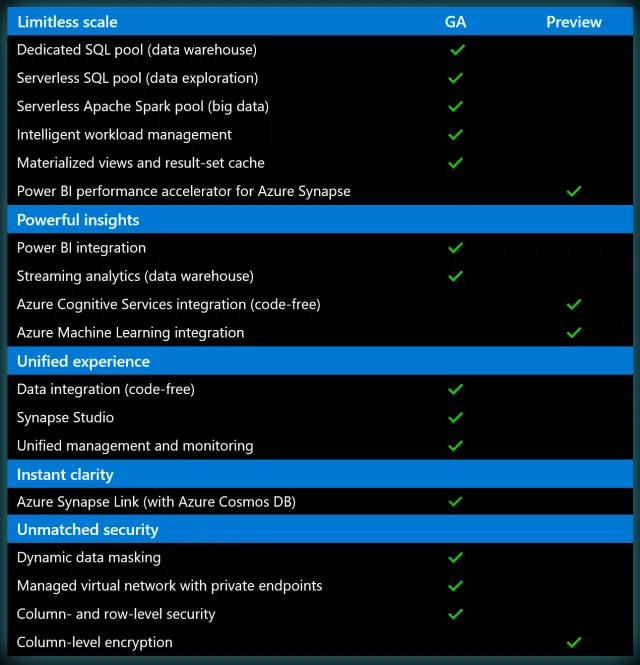 Limitless scale GA Preview
Dedicated SQL pool (data warehouse)
Serverless SQL pool (data exploration)
Serverless Apache Spark pool (big data)
Intelligent workload management
Materialized views and result-set cache
Power BI performance accelerator for Azure Synapse
Powerful insights
Power BI integration
Streaming analytics (data warehouse)
Azure Cognitive Services integration (code-free)
Azure Machine Learning integration
Unified experience
Data integration (code-free)
Synapse Studio
Unified management and monitoring
Instant clarity
Azure Synapse Link (with Azure Cosmos DB)
Unmatched security
Dynamic data masking
Managed virtual network with private endpoints
Column- and row-level security
Column-level encryption